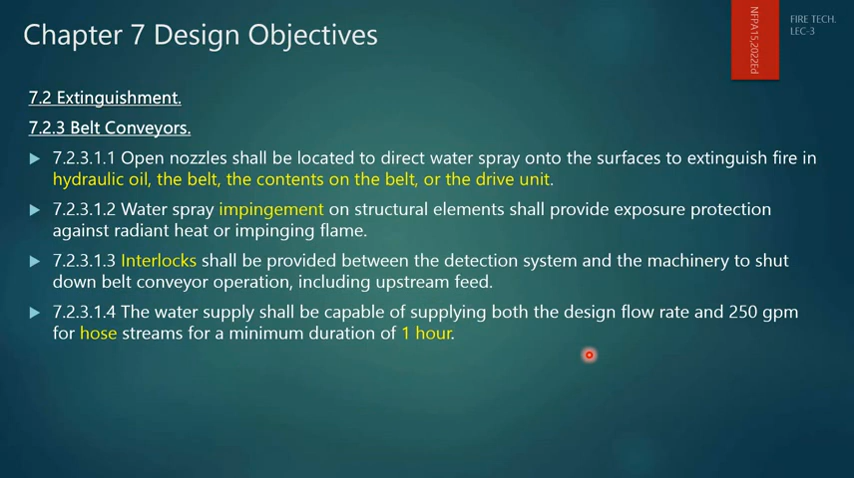 Chapter 7 Design Objectives
NFPA15,2022Ed
FIRE TECH.
LEC-3
7.2 Extinguishment.
7.2.3 Belt Conveyors.
7.2.3.1.1 Open nozzles shall be located to direct water spray onto the surfaces to extinguish fire in
hydraulic oil, the belt, the contents on the belt, or the drive unit.
7.2.3.1.2 Water spray impingement on structural elements shall provide exposure protection
against radiant heat or impinging flame.
7.2.3.1.3 Interlocks shall be provided between the detection system and the machinery to shut
down belt conveyor operation, including upstream feed.
7.2.3.1.4 The water supply shall be capable of supplying both the design flow rate and 250 gpm
for hose streams for a minimum duration of 1 hour.